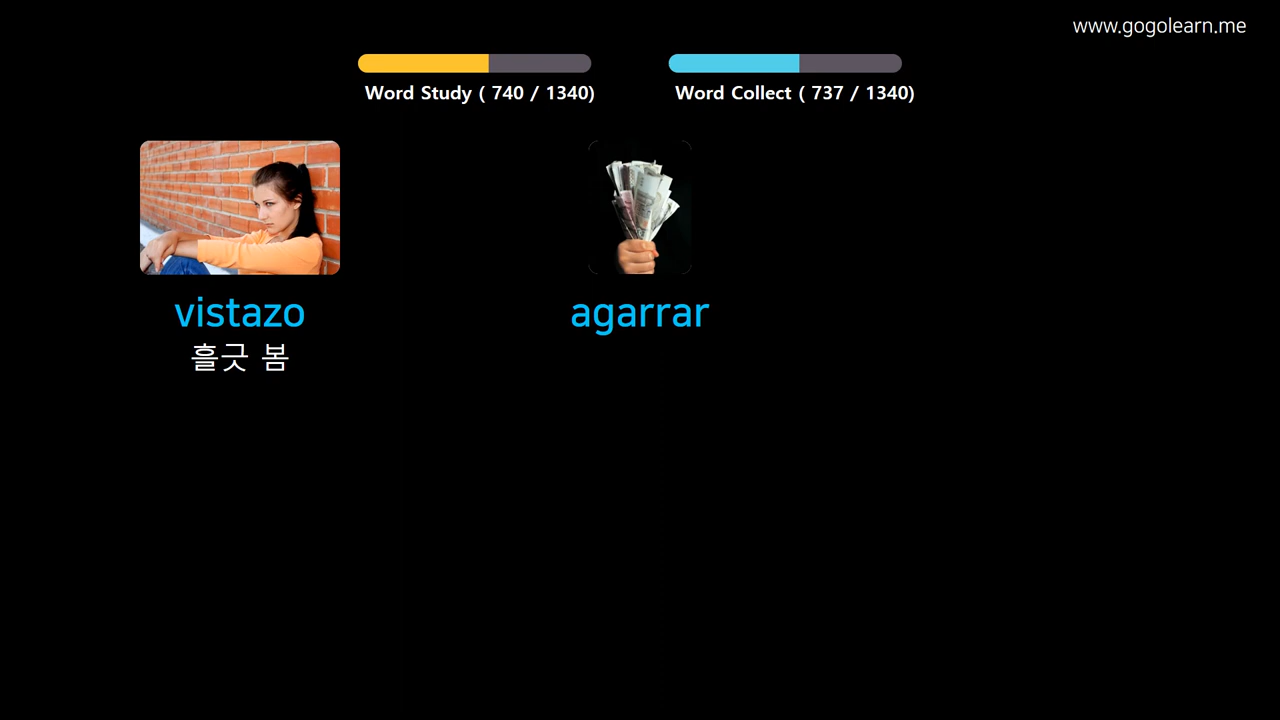 www.gogolearn.me
Word Study ( 740 / 1340)
Word Collect ( 737 / 1340)
vistazo
흘긋 봄
agarrar